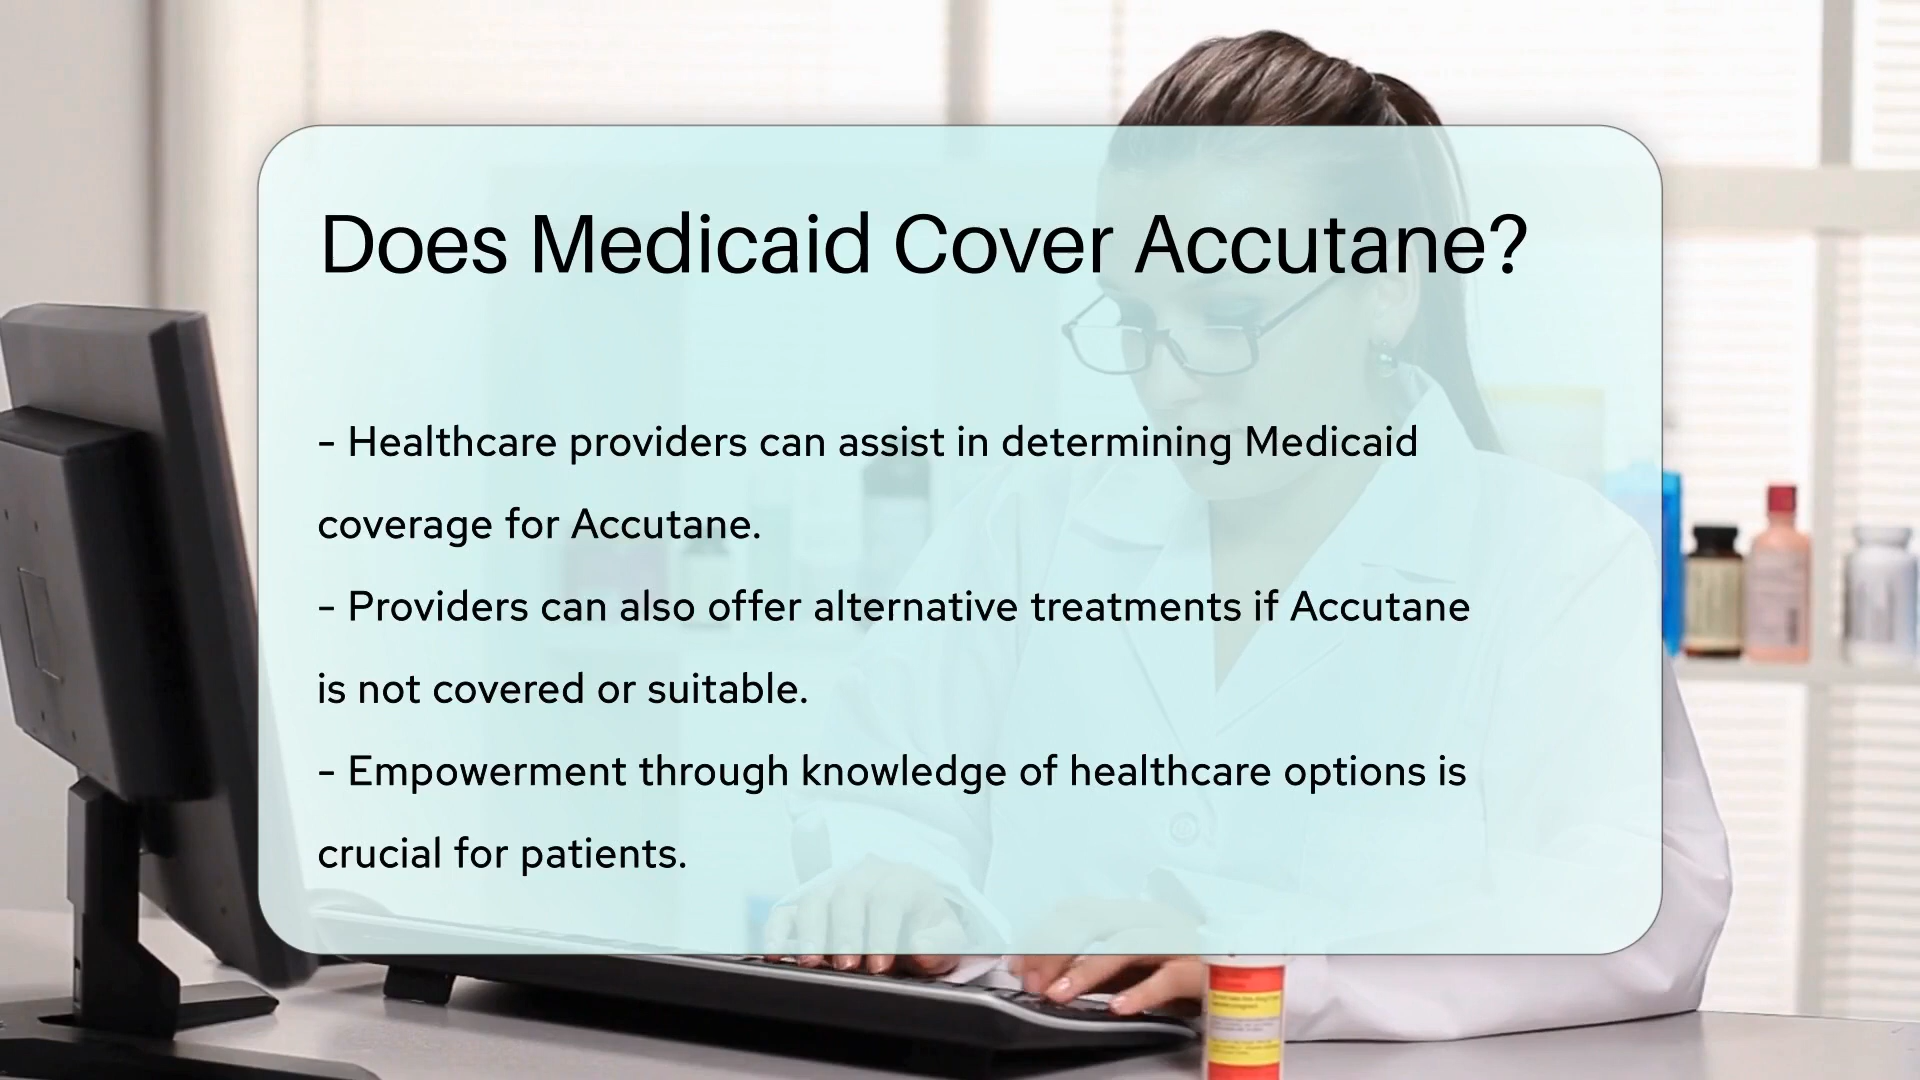 Does Medicaid Cover Accutane?
- Healthcare providers can assist in determining Medicaid
coverage for Accutane.
- Providers can also offer alternative treatments if Accutane
is not covered or suitable.
- Empowerment through knowledge of healthcare options is
crucial for patients.